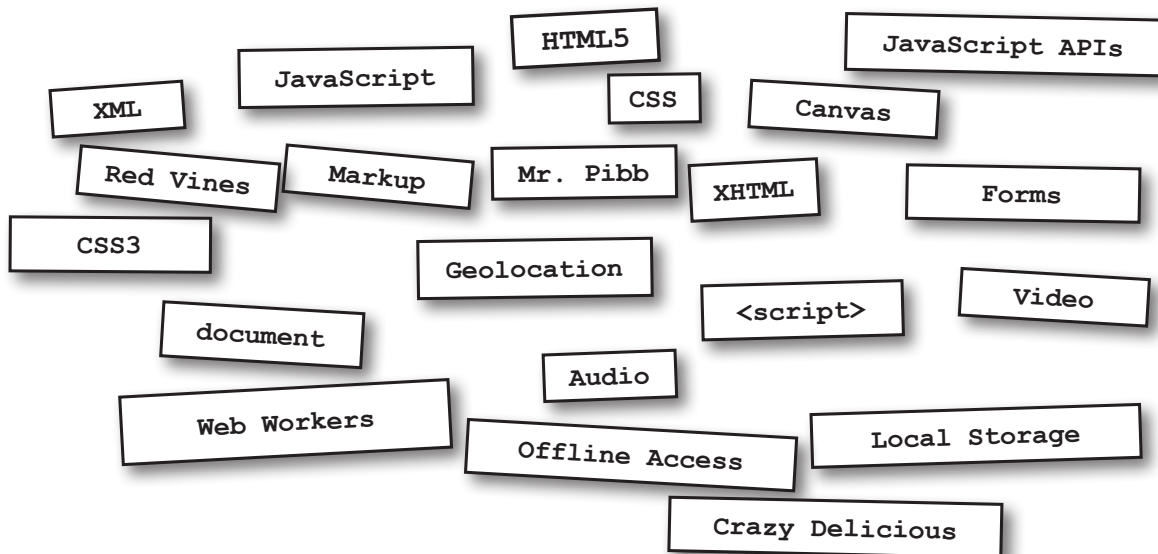 HTML5
JavaScript APIs
JavaScript
CSS
XML
Canvas
Red Vines
Markup
Mr. Pibb
XHTML
Forms
CSS3
Geolocation
<script>
Video
document
Audio
Web Workers
Offline Access
Local Storage
Crazy Delicious